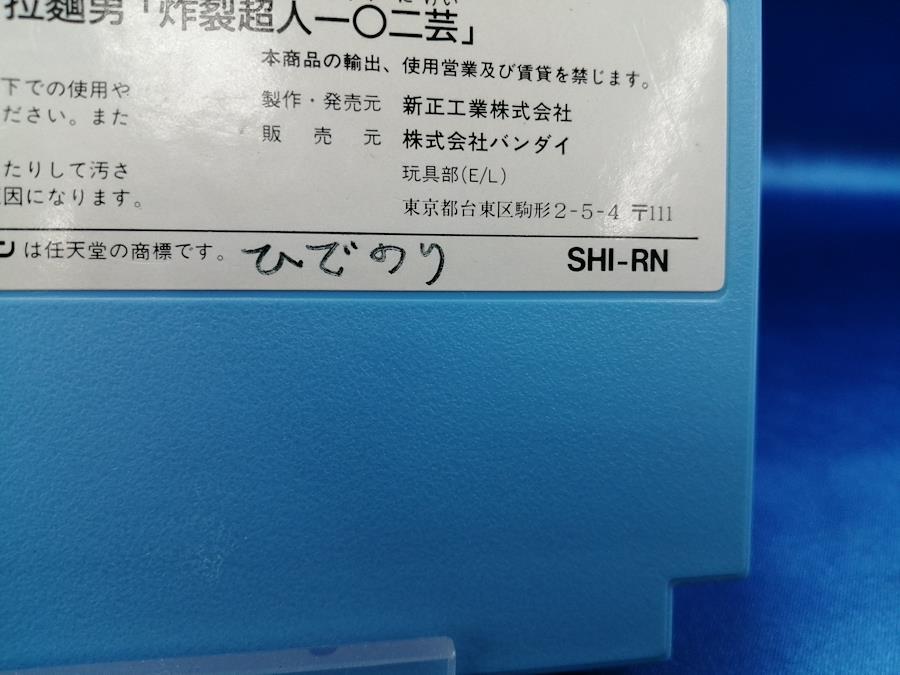 拉麵男「炸裂超人一〇二芸」
本商品の輸出、使用営業及び賃貸を禁じます。
下での使用や
ださい。また
たりして汚さ
因になります。
製作・発売元 新正工業株式会社
販売元 株式会社バンダイ
玩具部(E/L)
東京都台東区駒形2-5-4 〒111
ンは任天堂の商標です。 ひでのり SHI-RN